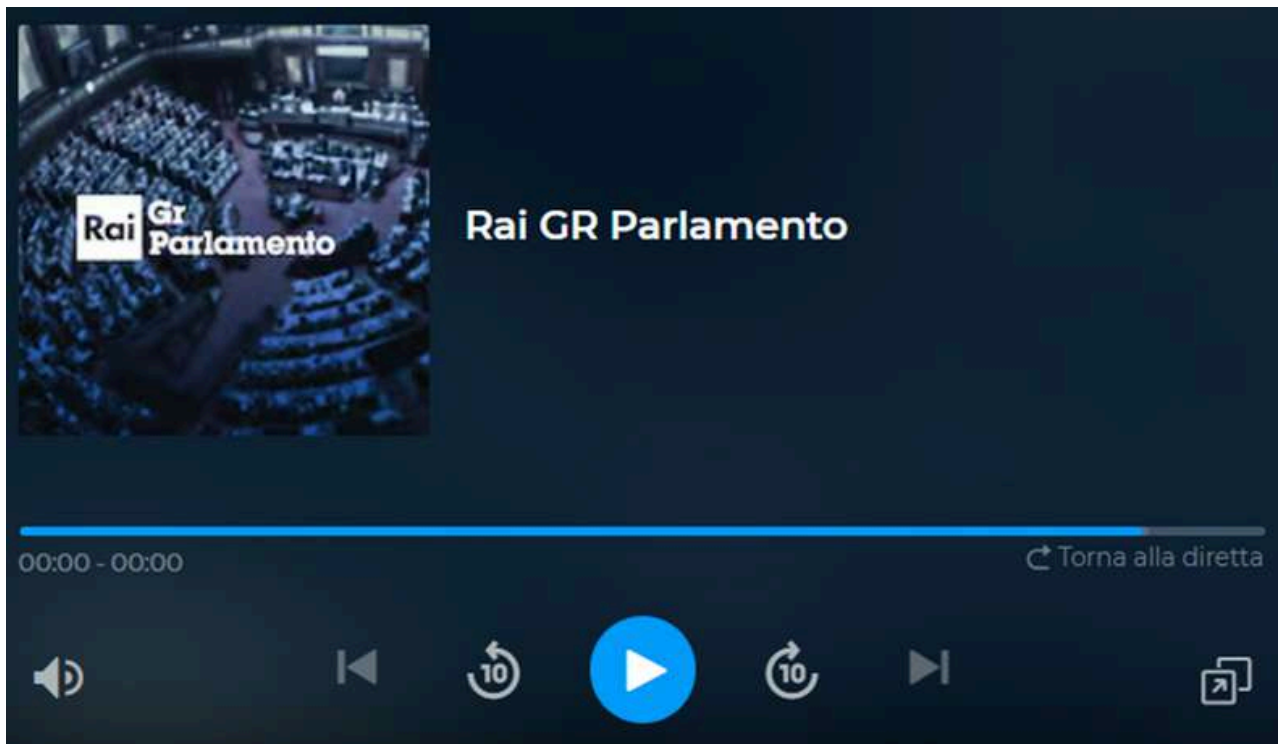 Rai Gr
Parlamento
Rai GR Parlamento
00:00 - 00:00
Torna alla diretta
10
10